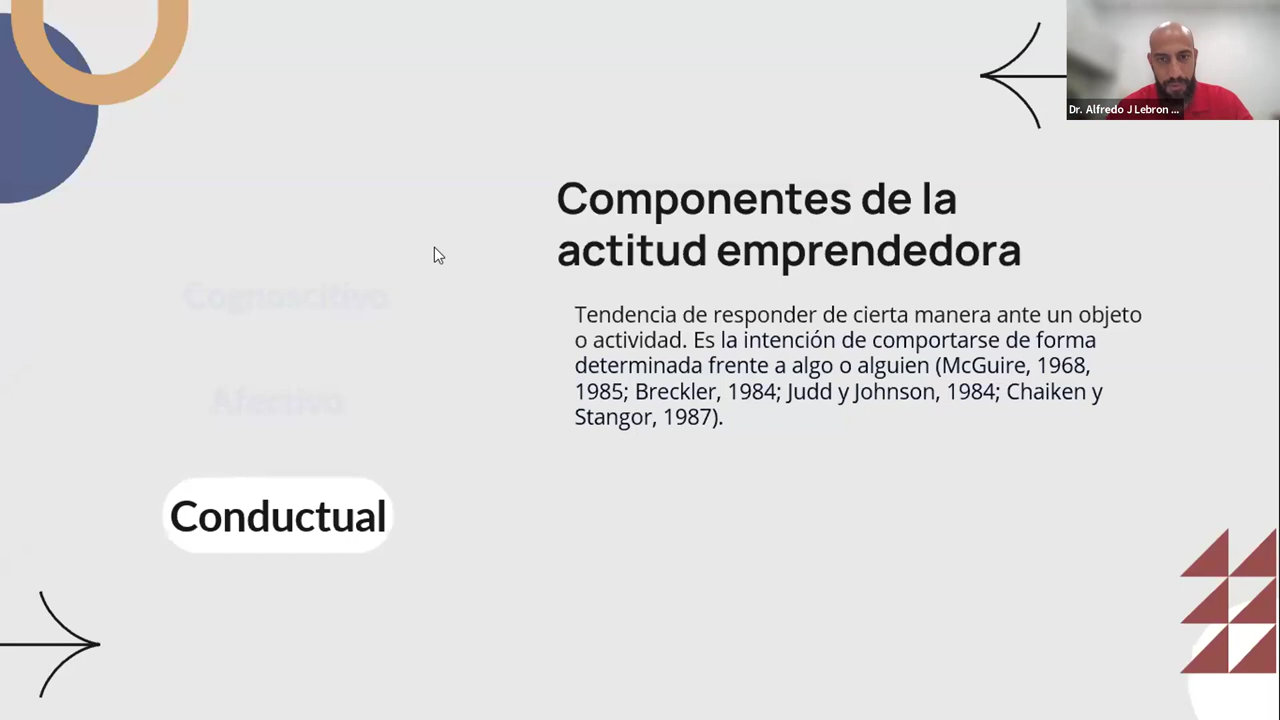 Dr. Alfredo J Lebron ...
Componentes de la
actitud emprendedora
Tendencia de responder de cierta manera ante un objeto
o actividad. Es la intención de comportarse de forma
determinada frente a algo o alguien (McGuire, 1968,
1985; Breckler, 1984; Judd y Johnson, 1984; Chaiken y
Stangor, 1987).
Cognoscitivo
Afectivo
Conductual